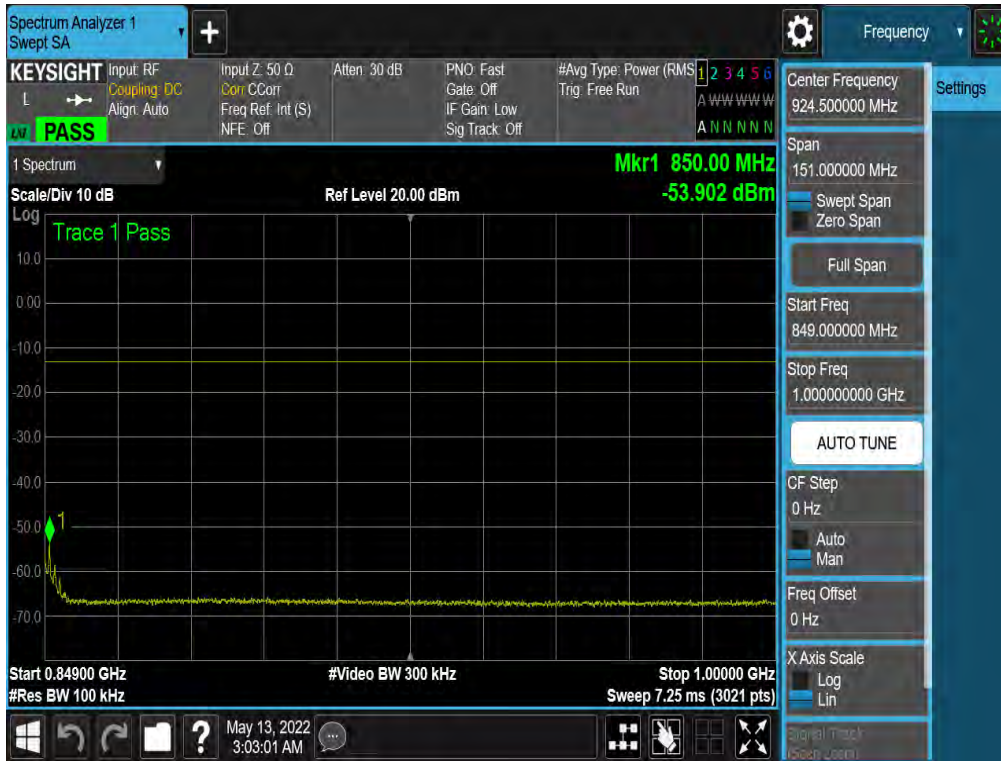 Spectrum Analyzer 1
Swept SA
+
Frequency
KEYSIGHT
L
LXI
PASS
Input: RF
Coupling: DC
Align: Auto
Input Z: 50 Ω
Corr CCorr
Freq Ref: Int (S)
NFE: Off
Atten: 30 dB
PNO: Fast
Gate: Off
IF Gain: Low
Sig Track: Off
#Avg Type: Power (RMS
Trig: Free Run
1 2 3 4 5 6
A W W W W W
A N N N N N
1 Spectrum
Mkr1 850.00 MHz
Scale/Div 10 dB
Ref Level 20.00 dBm
-53.902 dBm
Log
Trace 1 Pass
10.0
0.00
-10.0
-20.0
-30.0
-40.0
-50.0
1
-60.0
-70.0
Start 0.84900 GHz
#Video BW 300 kHz
Stop 1.00000 GHz
#Res BW 100 kHz
Sweep 7.25 ms (3021 pts)
?
May 13, 2022
3:03:01 AM
Center Frequency
924.500000 MHz
Settings
Span
151.000000 MHz
Swept Span
Zero Span
Full Span
Start Freq
849.000000 MHz
Stop Freq
1.000000000 GHz
AUTO TUNE
CF Step
0 Hz
Auto
Man
Freq Offset
0 Hz
X Axis Scale
Log
Lin
Signal Track
(Span Zoom)